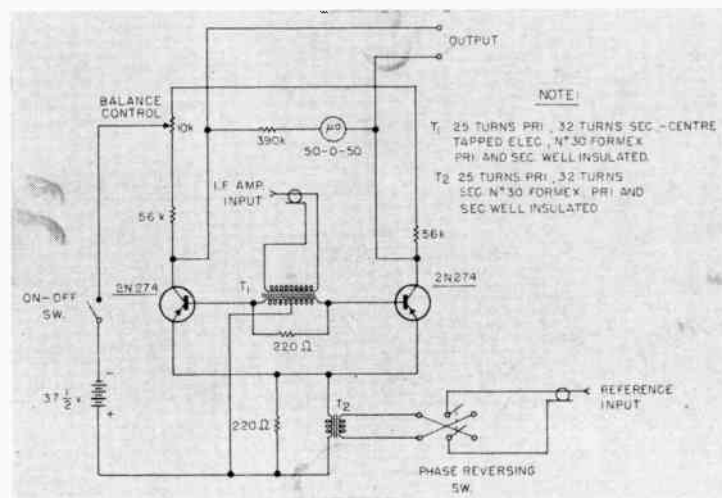 OUTPUT
NOTE:
BALANCE
CONTROL
10k
390k
μa
50-0-50
T1 25 TURNS PRI, 32 TURNS SEC,-CENTRE
TAPPED ELEC, N°30 FORMEX
PRI. AND SEC. WELL INSULATED.
T2 25 TURNS PRI, 32 TURNS
SEC. N°30 FORMEX, PRI AND
SEC. WELL INSULATED
I.F. AMP.
INPUT
56k
56k
2N274
T1
2N274
ON-OFF
SW.
220Ω
37 1/2 v
-
+
220Ω
T2
REFERENCE
INPUT
PHASE REVERSING
SW.